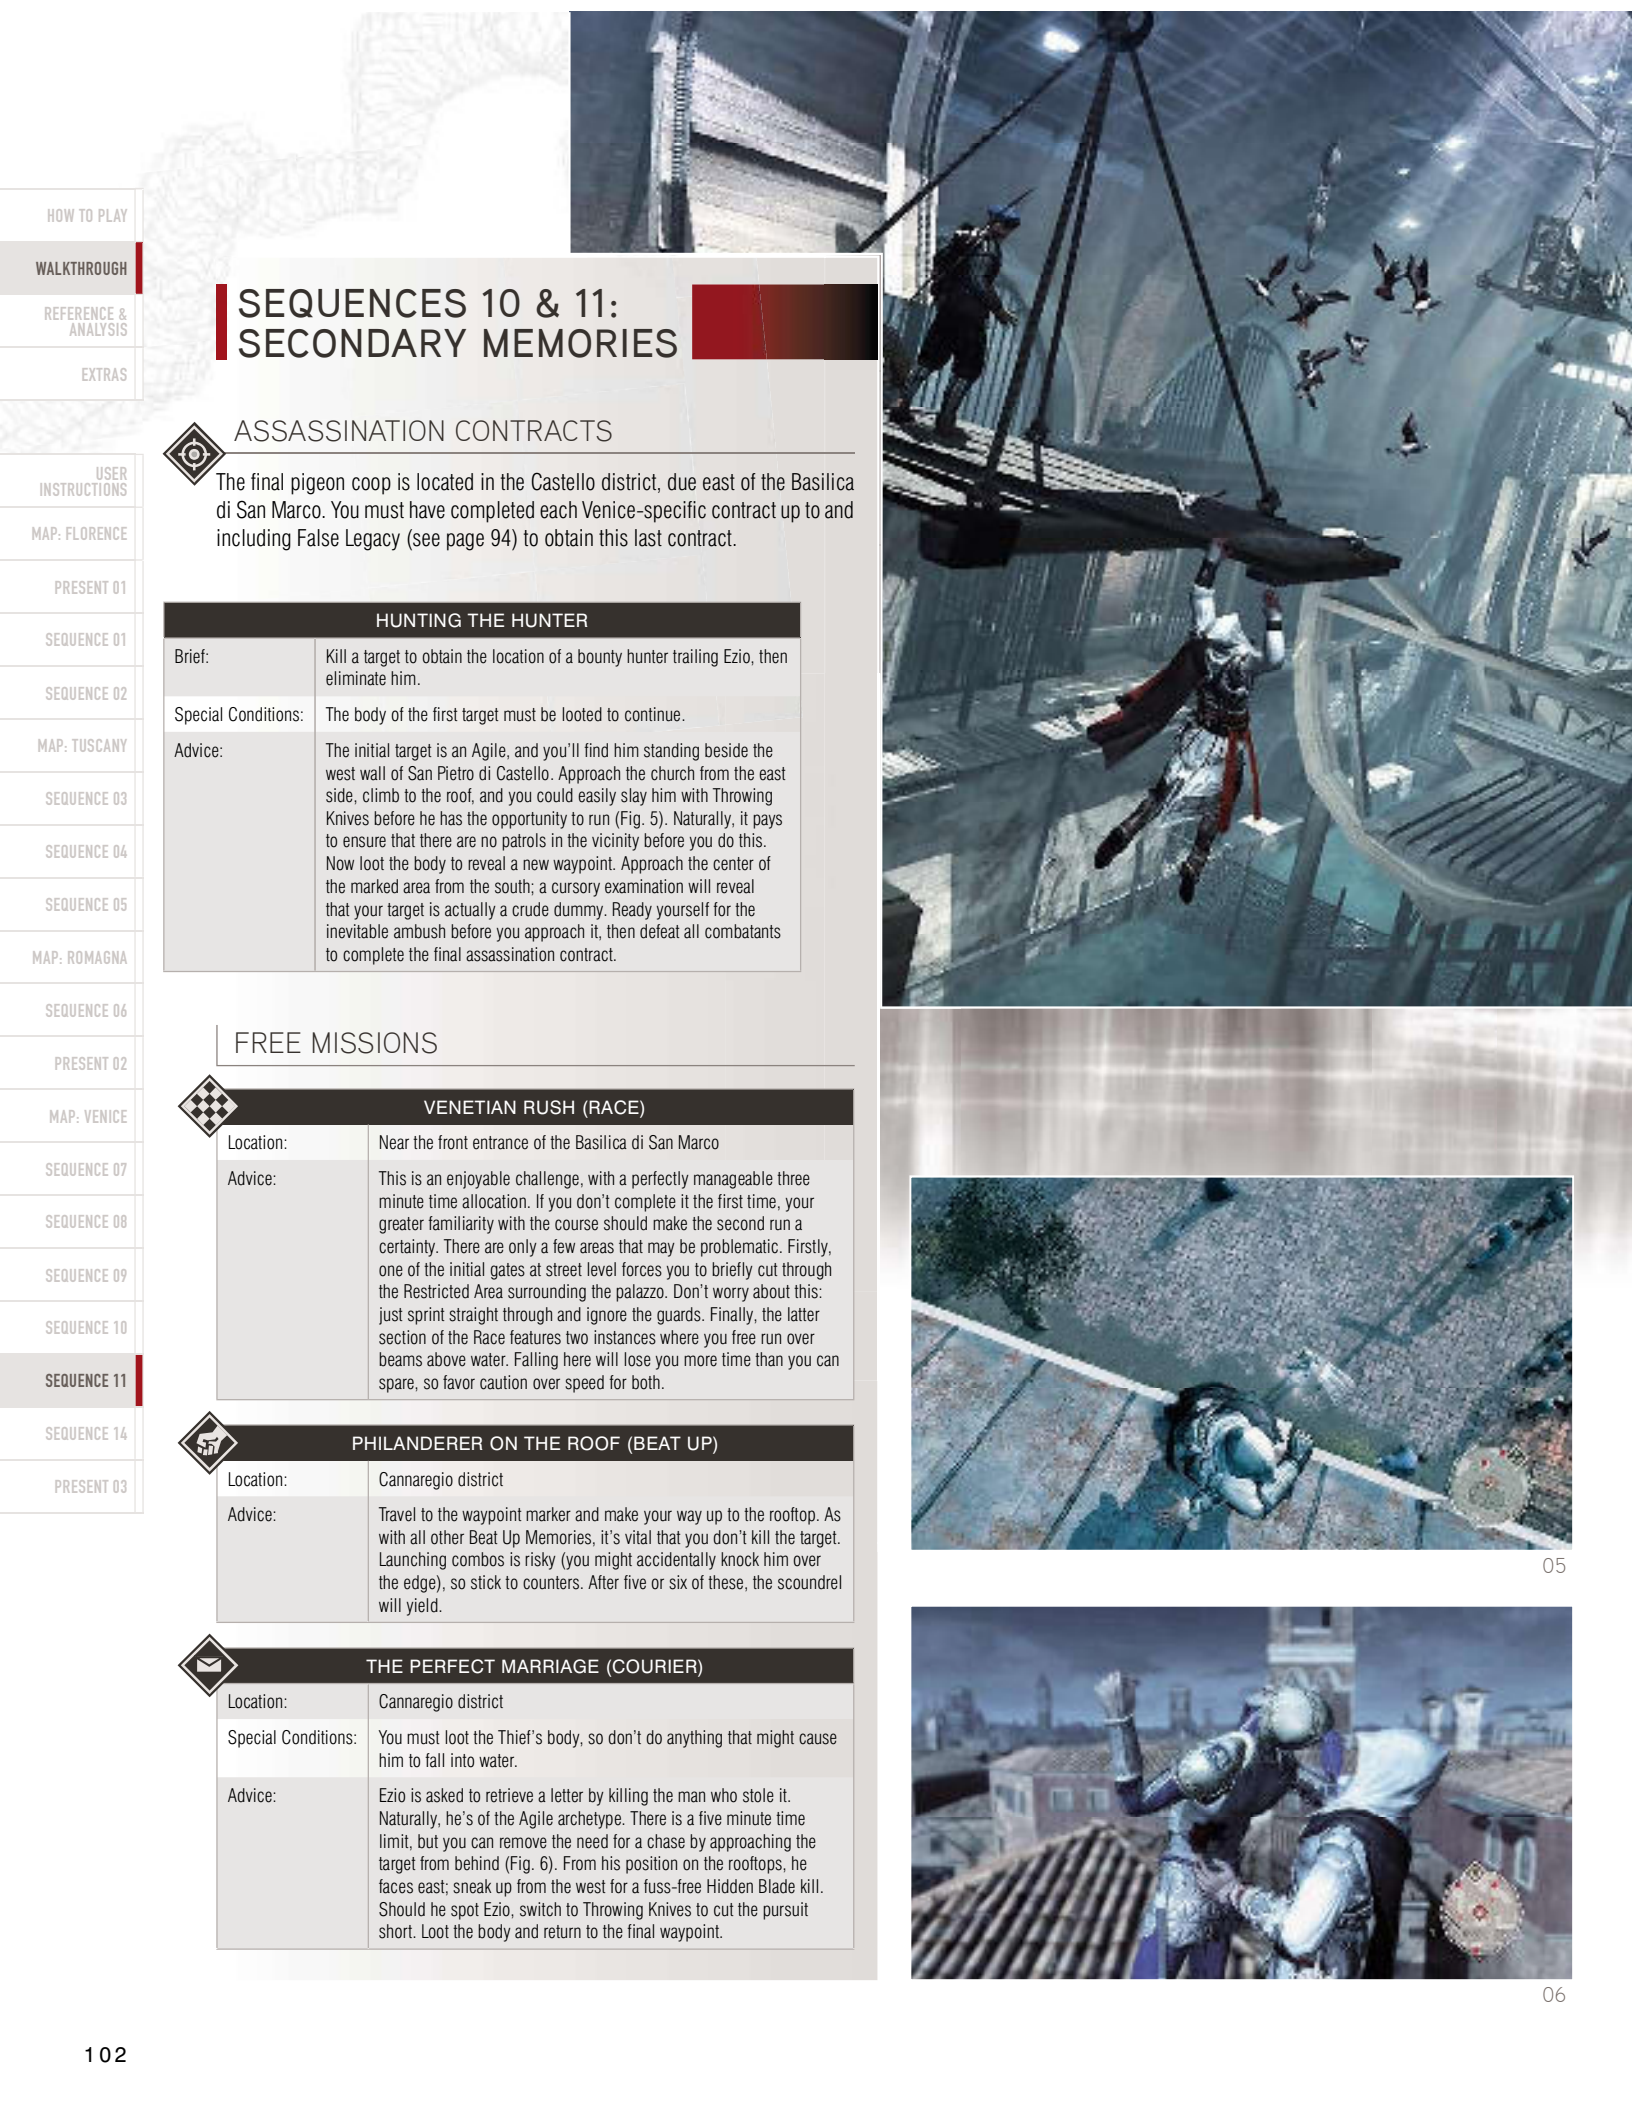 HOW TO PLAY
WALKTHROUGH
REFERENCE &
ANALYSIS
EXTRAS
USER
INSTRUCTIONS
MAP: FLORENCE
PRESENT 01
SEQUENCE 01
SEQUENCE 02
MAP: TUSCANY
SEQUENCE 03
SEQUENCE 04
SEQUENCE 05
MAP: ROMAGNA
SEQUENCE 06
PRESENT 02
MAP: VENICE
SEQUENCE 07
SEQUENCE 08
SEQUENCE 09
SEQUENCE 10
SEQUENCE 11
SEQUENCE 14
PRESENT 03
SEQUENCES 10 & 11:
SECONDARY MEMORIES
ASSASSINATION CONTRACTS
The final pigeon coop is located in the Castello district, due east of the Basilica
di San Marco. You must have completed each Venice-specific contract up to and
including False Legacy (see page 94) to obtain this last contract.
HUNTING THE HUNTER
Brief: Kill a target to obtain the location of a bounty hunter trailing Ezio, then
eliminate him.
Special Conditions: The body of the first target must be looted to continue.
Advice: The initial target is an Agile, and you'll find him standing beside the
west wall of San Pietro di Castello. Approach the church from the east
side, climb to the roof, and you could easily slay him with Throwing
Knives before he has the opportunity to run (Fig. 5). Naturally, it pays
to ensure that there are no patrols in the vicinity before you do this.
Now loot the body to reveal a new waypoint. Approach the center of
the marked area from the south; a cursory examination will reveal
that your target is actually a crude dummy. Ready yourself for the
inevitable ambush before you approach it, then defeat all combatants
to complete the final assassination contract.
FREE MISSIONS
VENETIAN RUSH (RACE)
Location: Near the front entrance of the Basilica di San Marco
Advice: This is an enjoyable challenge, with a perfectly manageable three
minute time allocation. If you don't complete it the first time, your
greater familiarity with the course should make the second run a
certainty. There are only a few areas that may be problematic. Firstly,
one of the initial gates at street level forces you to briefly cut through
the Restricted Area surrounding the palazzo. Don't worry about this:
just sprint straight through and ignore the guards. Finally, the latter
section of the Race features two instances where you free run over
beams above water. Falling here will lose you more time than you can
spare, so favor caution over speed for both.
PHILANDERER ON THE ROOF (BEAT UP)
Location: Cannaregio district
Advice: Travel to the waypoint marker and make your way up to the rooftop. As
with all other Beat Up Memories, it's vital that you don't kill the target.
Launching combos is risky (you might accidentally knock him over
the edge), so stick to counters. After five or six of these, the scoundrel
will yield.
THE PERFECT MARRIAGE (COURIER)
Location: Cannaregio district
Special Conditions: You must loot the Thief's body, so don't do anything that might cause
him to fall into water.
Advice: Ezio is asked to retrieve a letter by killing the man who stole it.
Naturally, he's of the Agile archetype. There is a five minute time
limit, but you can remove the need for a chase by approaching the
target from behind (Fig. 6). From his position on the rooftops, he
faces east; sneak up from the west for a fuss-free Hidden Blade kill.
Should he spot Ezio, switch to Throwing Knives to cut the pursuit
short. Loot the body and return to the final waypoint.
05
06
102